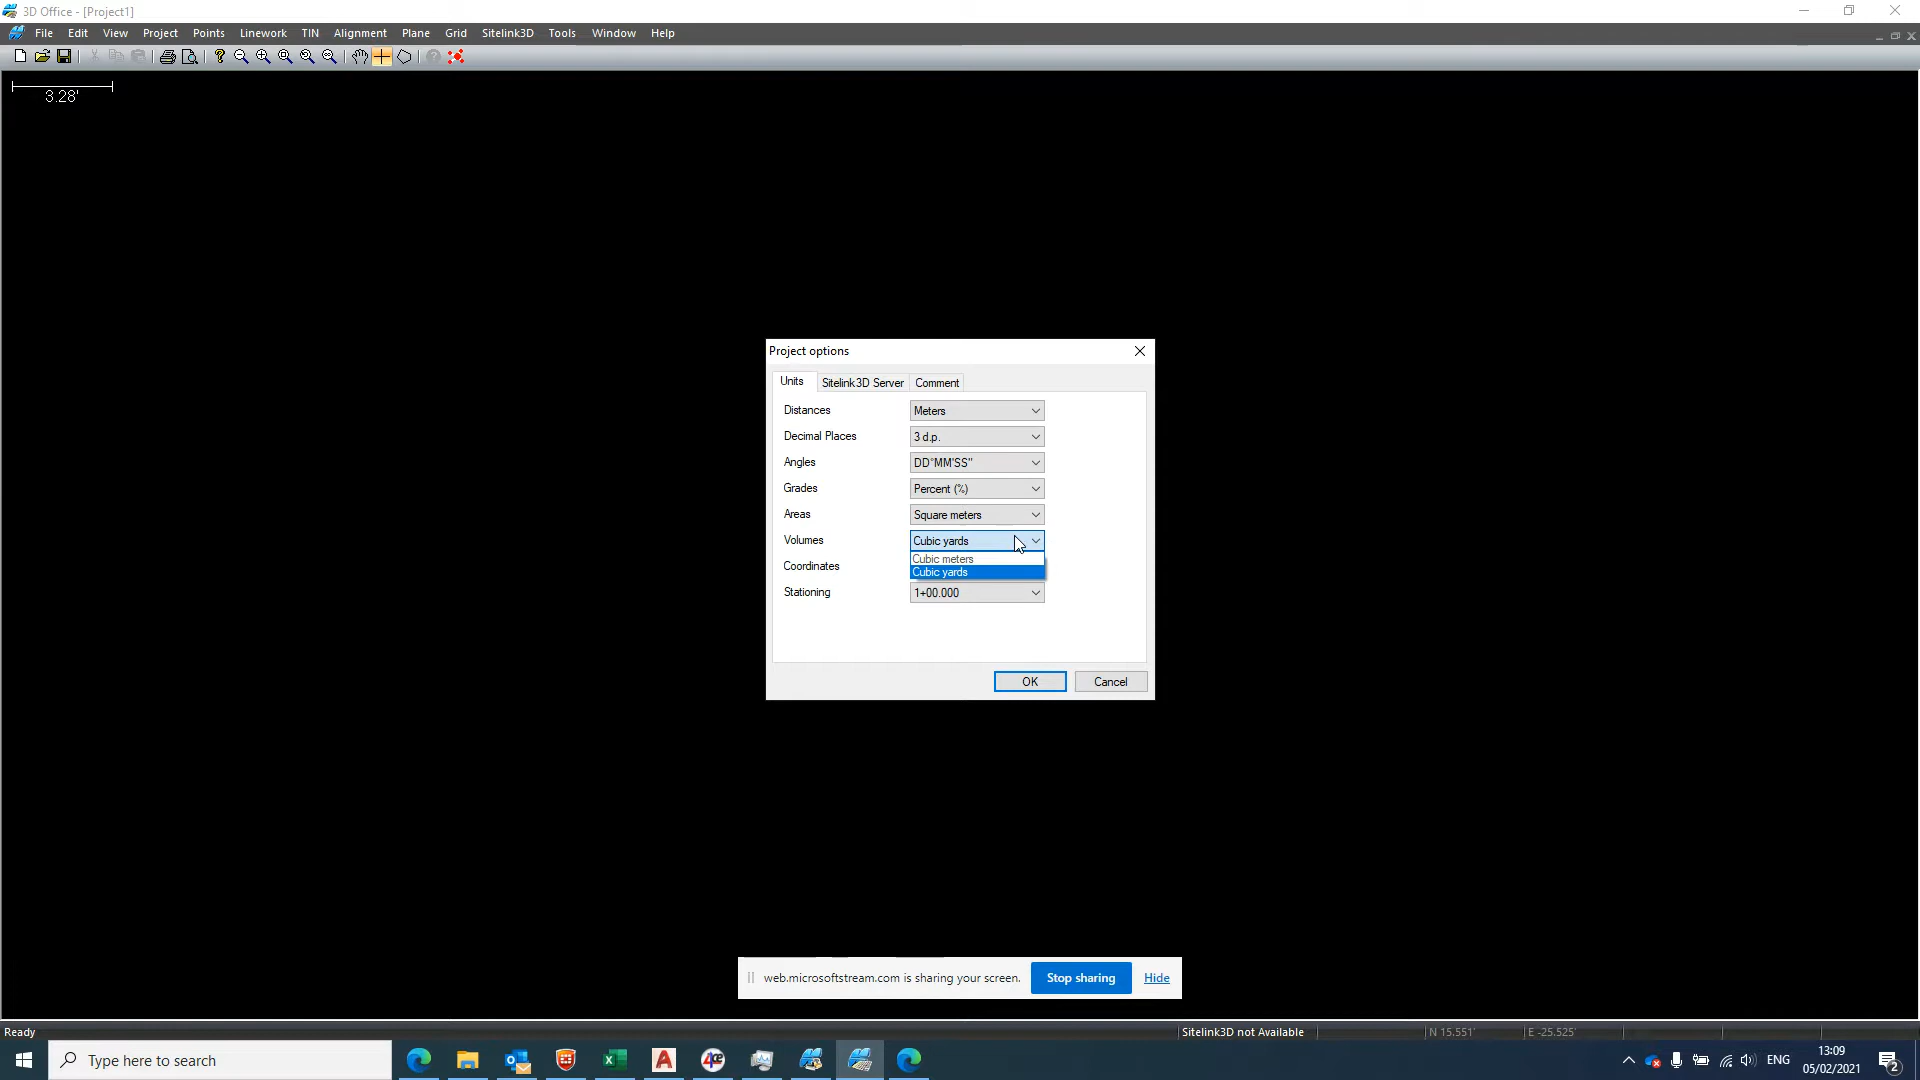 3D Office - [Project1]
File Edit View Project Points Linework TIN Alignment Plane Grid Sitelink3D Tools Window Help
3.28'
Project options
Units Sitelink3D Server Comment
Distances Meters
Decimal Places 3 d.p.
Angles DD°MM'SS"
Grades Percent (%)
Areas Square meters
Volumes Cubic yards
Cubic meters
Coordinates Cubic yards
Stationing 1+00.000
OK Cancel
web.microsoftstream.com is sharing your screen. Stop sharing Hide
Ready Sitelink3D not Available N 15.551' E -25.525'
Type here to search
ENG
13:09
05/02/2021
2